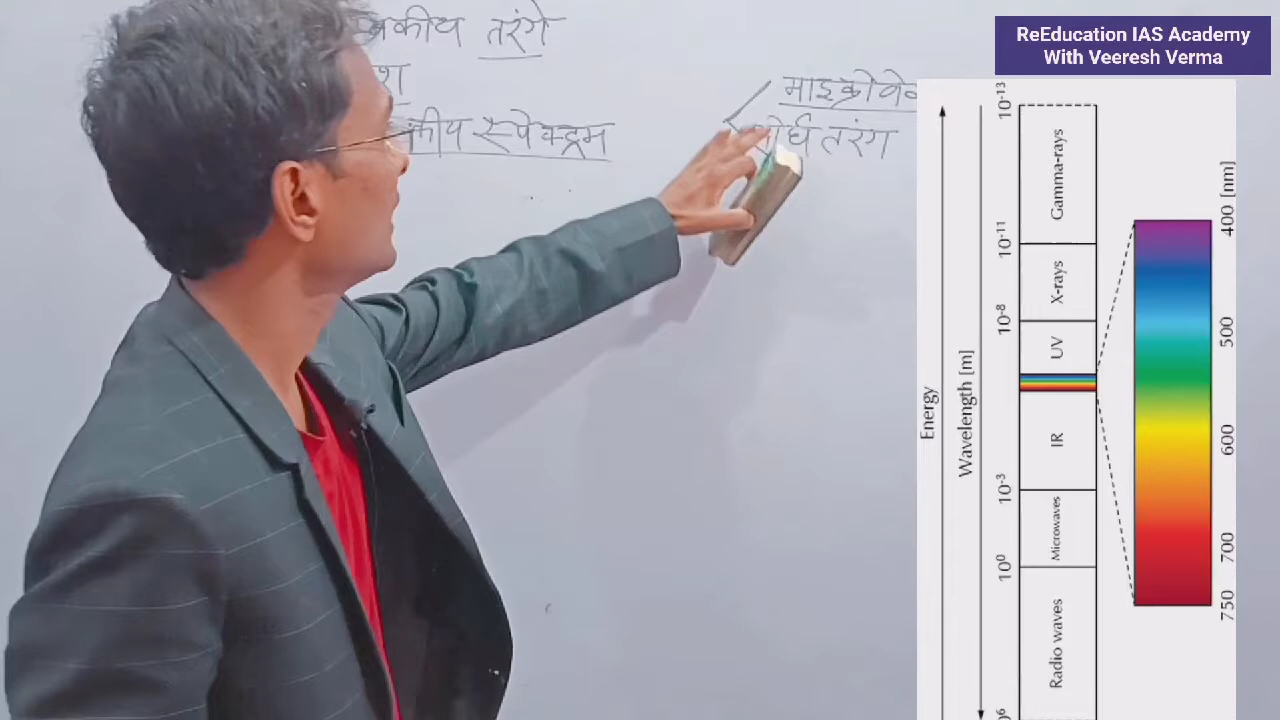 ReEducation IAS Academy
With Veeresh Verma
तरंगे
स्पेक्ट्रम
तरंग
Energy
Wavelength [m]
10-13
10-11
10-8
10-3
100
Gamma-rays
X-rays
UV
IR
Microwaves
Radio waves
400 [nm]
500
600
700
750